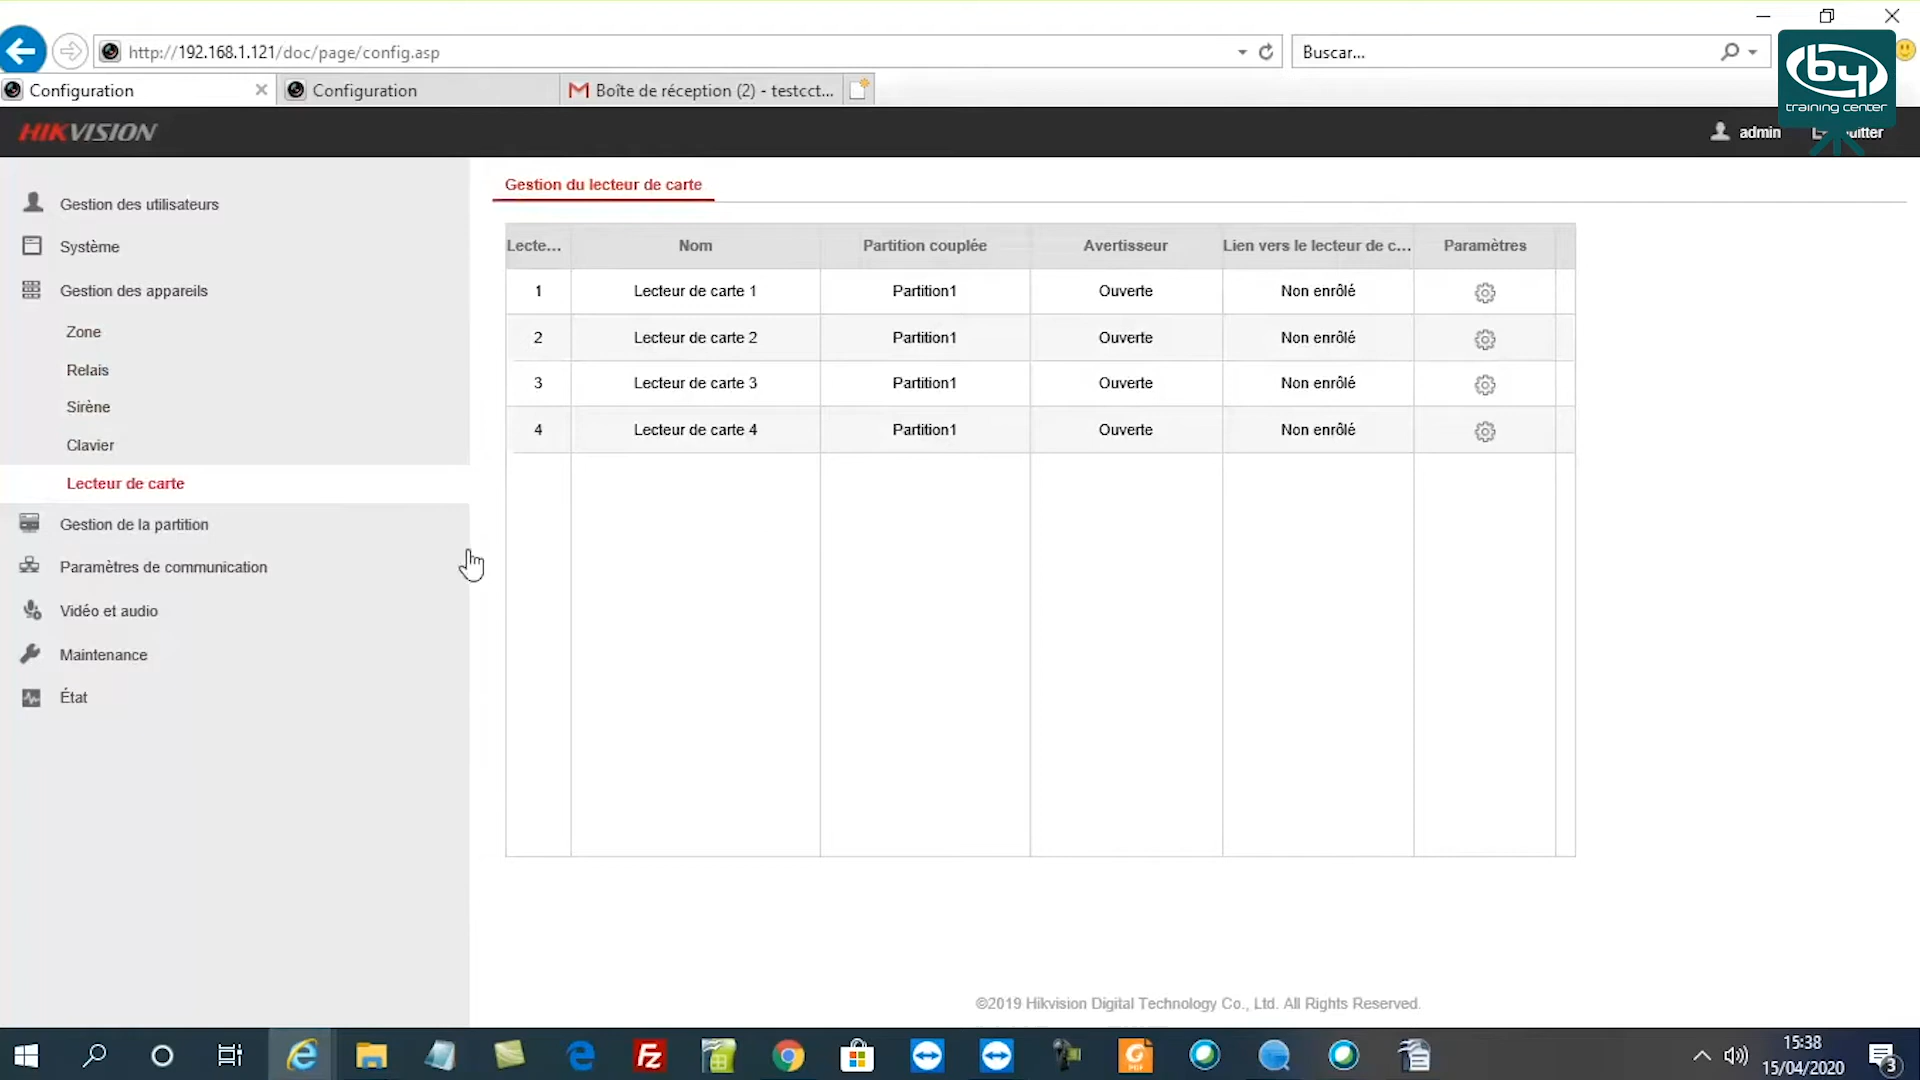 http://192.168.1.121/doc/page/config.asp
Buscar...
Configuration
Configuration
Boîte de réception (2) - testcct...
by
training center
HIKVISION
admin
Gestion des utilisateurs
Système
Gestion des appareils
Zone
Relais
Sirène
Clavier
Lecteur de carte
Gestion de la partition
Paramètres de communication
Vidéo et audio
Maintenance
État
Gestion du lecteur de carte
Lecte... Nom Partition couplée Avertisseur Lien vers le lecteur de c... Paramètres
1 Lecteur de carte 1 Partition1 Ouverte Non enrôlé
2 Lecteur de carte 2 Partition1 Ouverte Non enrôlé
3 Lecteur de carte 3 Partition1 Ouverte Non enrôlé
4 Lecteur de carte 4 Partition1 Ouverte Non enrôlé
©2019 Hikvision Digital Technology Co., Ltd. All Rights Reserved.
15:38
15/04/2020
3